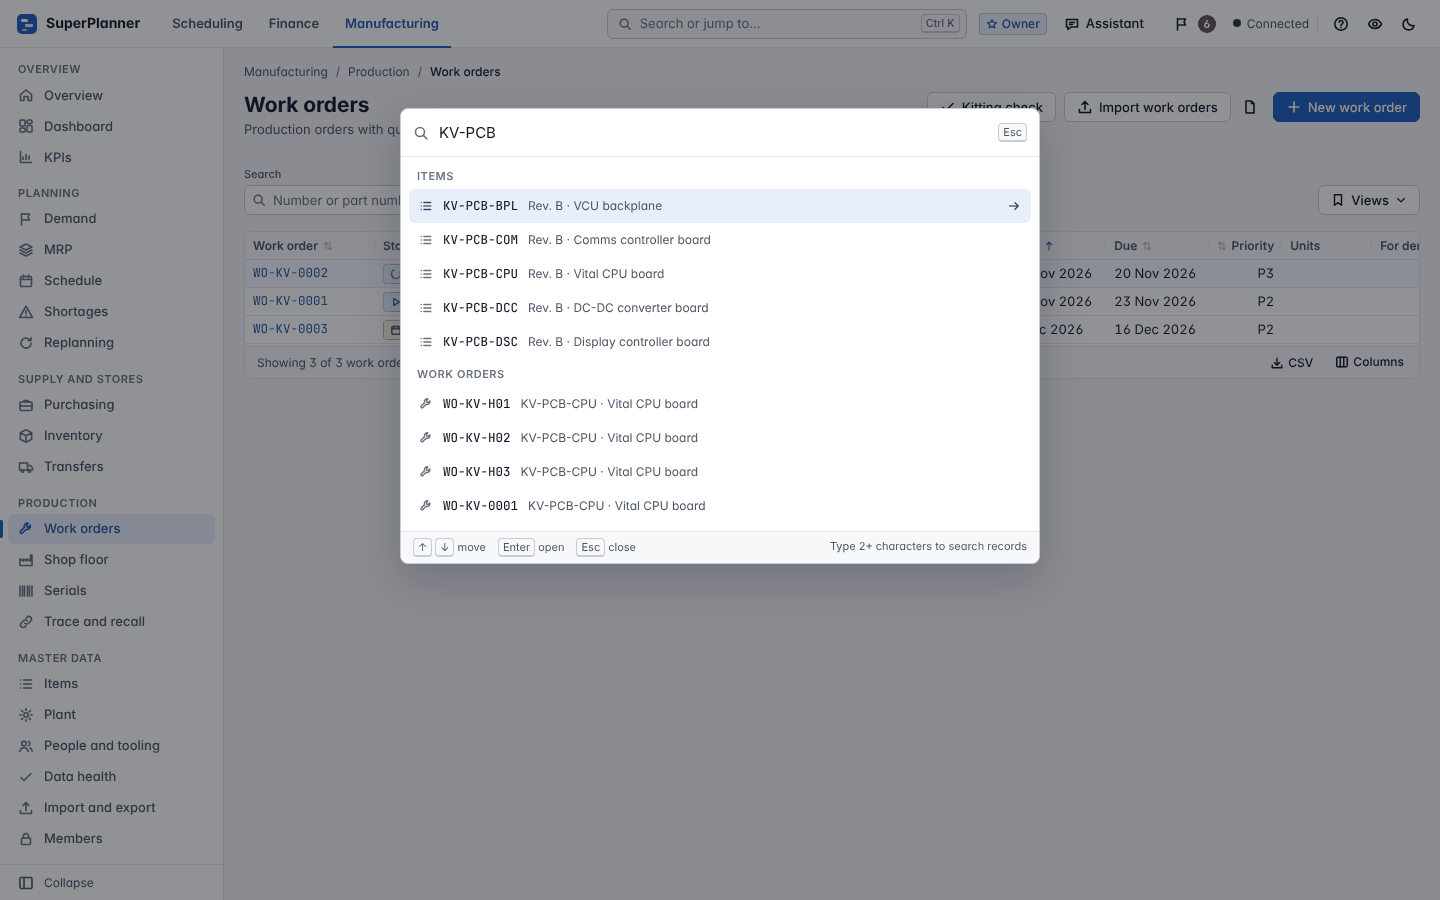 SuperPlanner
Scheduling
Finance
Manufacturing
Search or jump to...
Ctrl K
Owner
Assistant
6
Connected
OVERVIEW
Overview
Dashboard
KPIs
PLANNING
Demand
MRP
Schedule
Shortages
Replanning
SUPPLY AND STORES
Purchasing
Inventory
Transfers
PRODUCTION
Work orders
Shop floor
Serials
Trace and recall
MASTER DATA
Items
Plant
People and tooling
Data health
Import and export
Members
Collapse
Manufacturing / Production / Work orders
Work orders
Production orders with qu
Kitting check
Import work orders
New work order
Search
Number or part num
Views
Work order
Sta
Due
Priority
Units
For der
WO-KV-0002
ov 2026
20 Nov 2026
P3
WO-KV-0001
ov 2026
23 Nov 2026
P2
WO-KV-0003
c 2026
16 Dec 2026
P2
Showing 3 of 3 work orde
CSV
Columns
KV-PCB
Esc
ITEMS
KV-PCB-BPL Rev. B · VCU backplane
KV-PCB-COM Rev. B · Comms controller board
KV-PCB-CPU Rev. B · Vital CPU board
KV-PCB-DCC Rev. B · DC-DC converter board
KV-PCB-DSC Rev. B · Display controller board
WORK ORDERS
WO-KV-H01 KV-PCB-CPU · Vital CPU board
WO-KV-H02 KV-PCB-CPU · Vital CPU board
WO-KV-H03 KV-PCB-CPU · Vital CPU board
WO-KV-0001 KV-PCB-CPU · Vital CPU board
↑ ↓ move Enter open Esc close
Type 2+ characters to search records